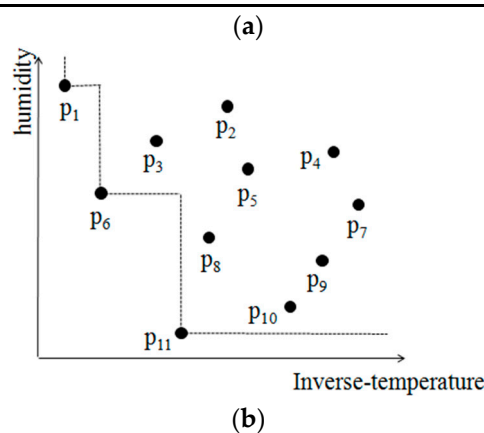 (a)
humidity
p1
p2
p3
p4
p5
p6
p7
p8
p9
p10
p11
Inverse-temperature
(b)